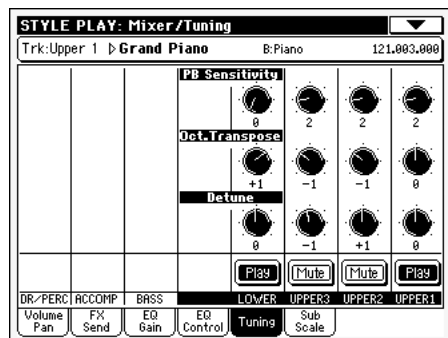 STYLE PLAY: Mixer/Tuning
Trk:Upper 1 Grand Piano B:Piano 121.003.000
PB Sensitivity
0 2 2 2
Oct.Transpose
+1 -1 -1 0
Detune
0 -1 +1 0
Play Mute Mute Play
DR/PERC ACCOMP BASS LOWER UPPER3 UPPER2 UPPER1
Volume Pan FX Send EQ Gain EQ Control Tuning Sub Scale